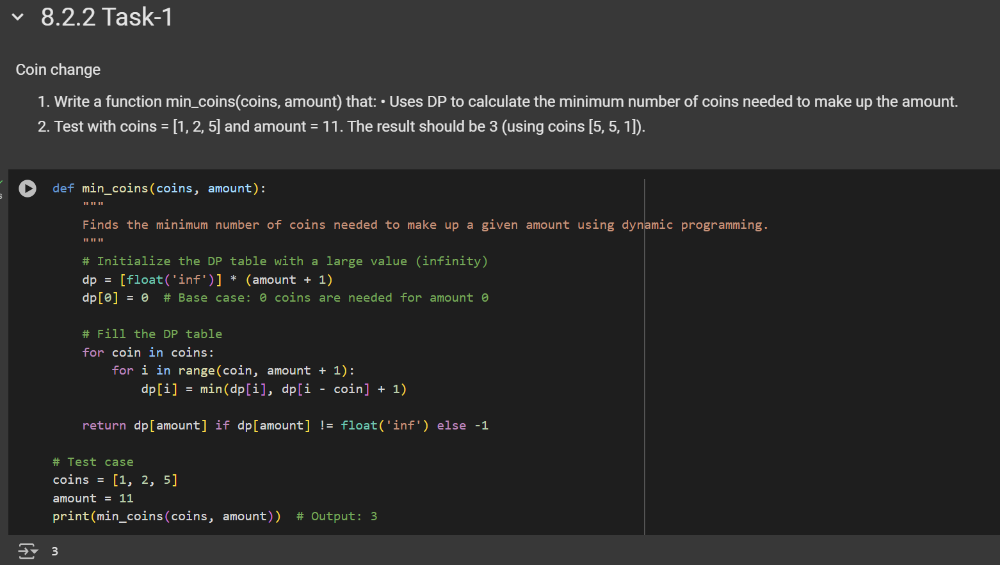 8.2.2 Task-1
Coin change
1. Write a function min_coins(coins, amount) that: • Uses DP to calculate the minimum number of coins needed to make up the amount.
2. Test with coins = [1, 2, 5] and amount = 11. The result should be 3 (using coins [5, 5, 1]).
def min_coins(coins, amount):
    """
    Finds the minimum number of coins needed to make up a given amount using dynamic programming.
    """
    # Initialize the DP table with a large value (infinity)
    dp = [float('inf')] * (amount + 1)
    dp[0] = 0  # Base case: 0 coins are needed for amount 0
    # Fill the DP table
    for coin in coins:
        for i in range(coin, amount + 1):
            dp[i] = min(dp[i], dp[i - coin] + 1)
    return dp[amount] if dp[amount] != float('inf') else -1
# Test case
coins = [1, 2, 5]
amount = 11
print(min_coins(coins, amount))  # Output: 3
3